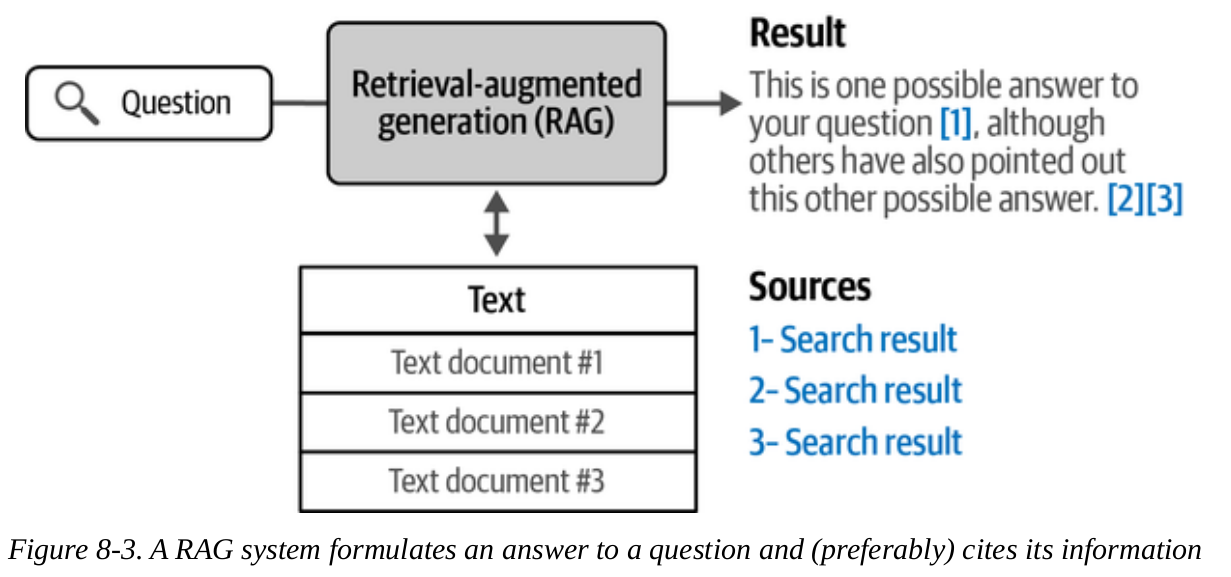 Question
Retrieval-augmented
generation (RAG)
Result
This is one possible answer to
your question [1], although
others have also pointed out
this other possible answer. [2][3]
Text
Text document #1
Text document #2
Text document #3
Sources
1– Search result
2– Search result
3– Search result
Figure 8-3. A RAG system formulates an answer to a question and (preferably) cites its information